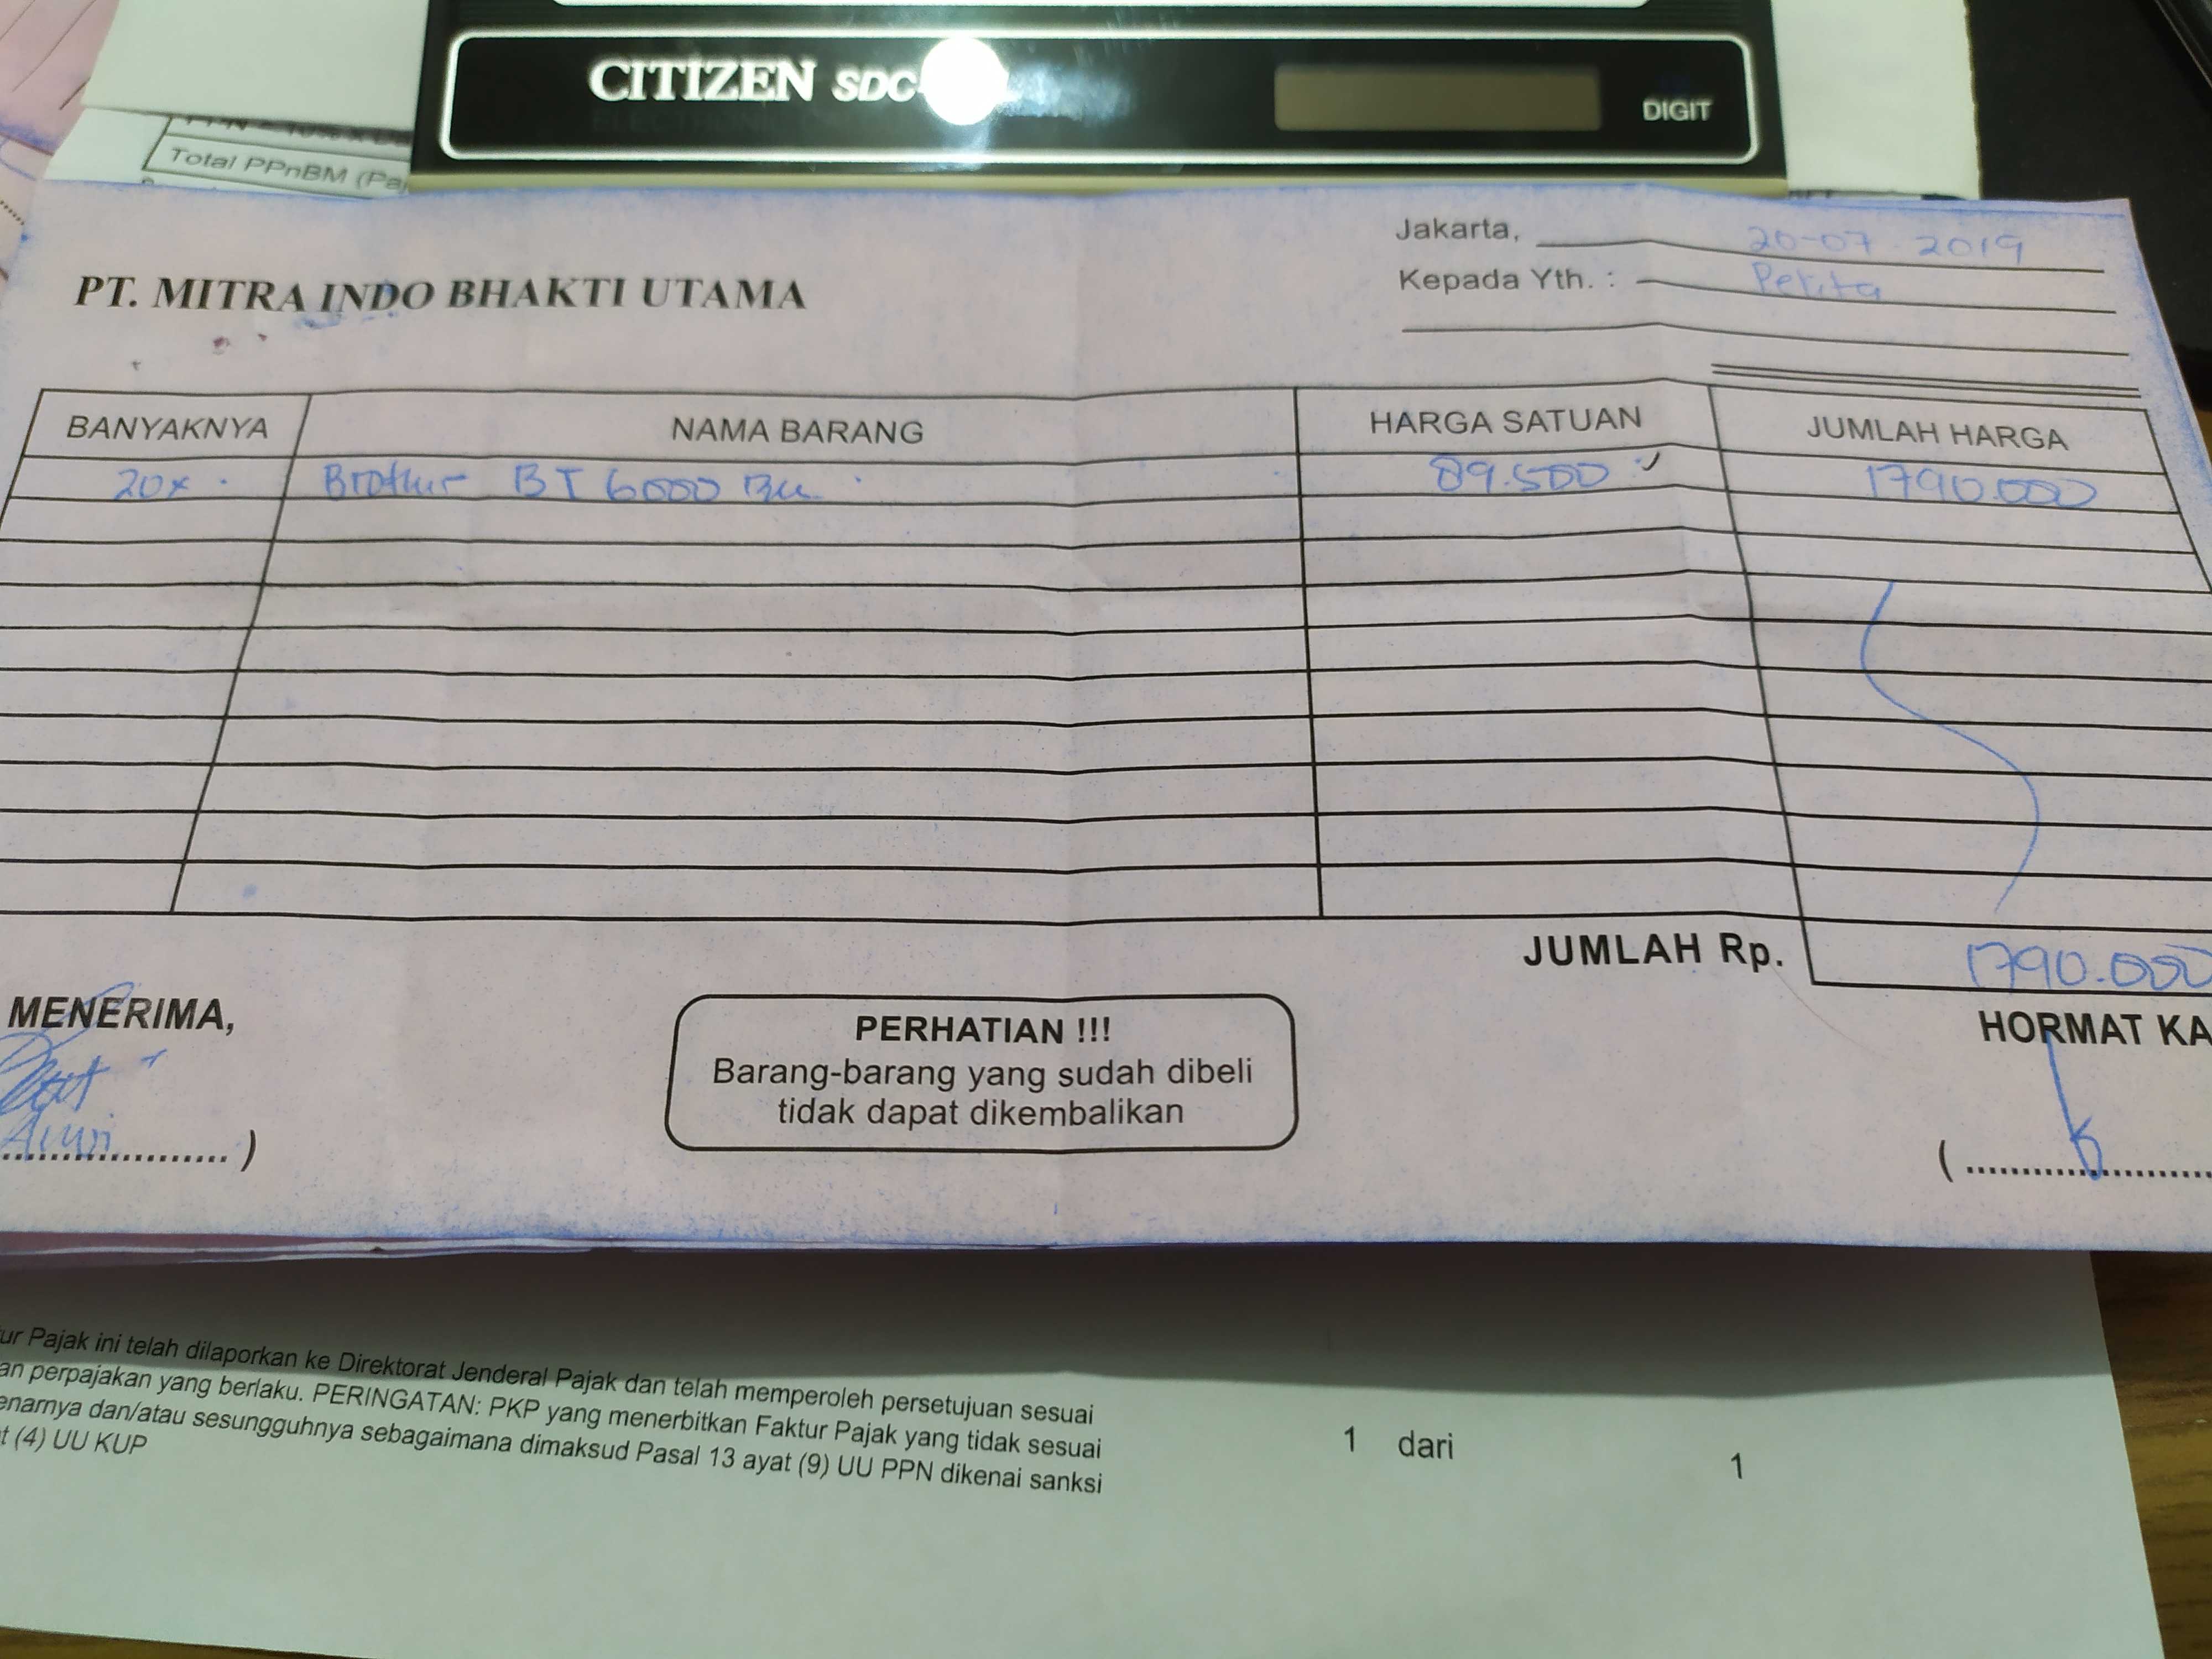 CITIZEN SDC
DIGIT
Total PPnBM (Pa
Jakarta, 20-07-2019
Kepada Yth. : Pelita
PT. MITRA INDO BHAKTI UTAMA
BANYAKNYA NAMA BARANG HARGA SATUAN JUMLAH HARGA
20x Brother BT 6000 89.500 1790.000
JUMLAH Rp. 1790.000
MENERIMA,
HORMAT KA
PERHATIAN !!!
Barang-barang yang sudah dibeli
tidak dapat dikembalikan
.................... )
( ....................
ur Pajak ini telah dilaporkan ke Direktorat Jenderal Pajak dan telah memperoleh persetujuan sesuai
an perpajakan yang berlaku. PERINGATAN: PKP yang menerbitkan Faktur Pajak yang tidak sesuai
enarnya dan/atau sesungguhnya sebagaimana dimaksud Pasal 13 ayat (9) UU PPN dikenai sanksi
t (4) UU KUP
1 dari 1